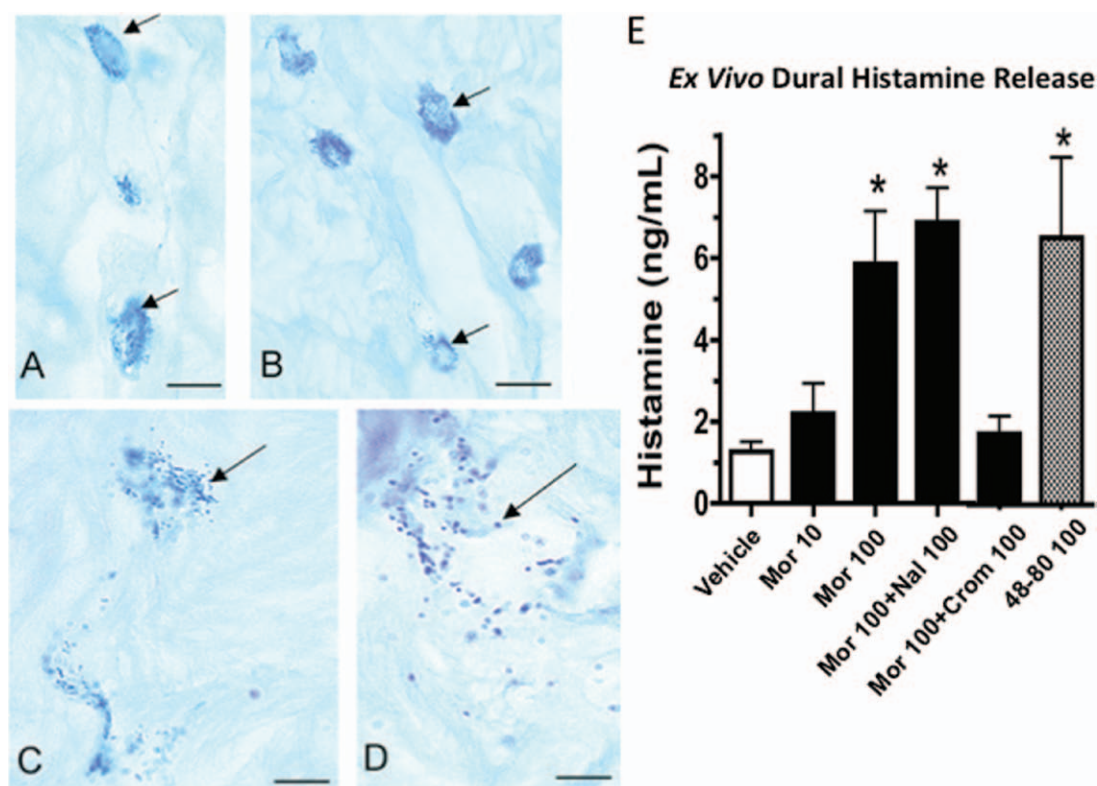 A
B
C
D
E
Ex Vivo Dural Histamine Release
Histamine (ng/mL)
8
6
4
2
0
Vehicle
Mor 10
Mor 100
Mor 100+Nal 100
Mor 100+Crom 100
48-80 100
*
*
*